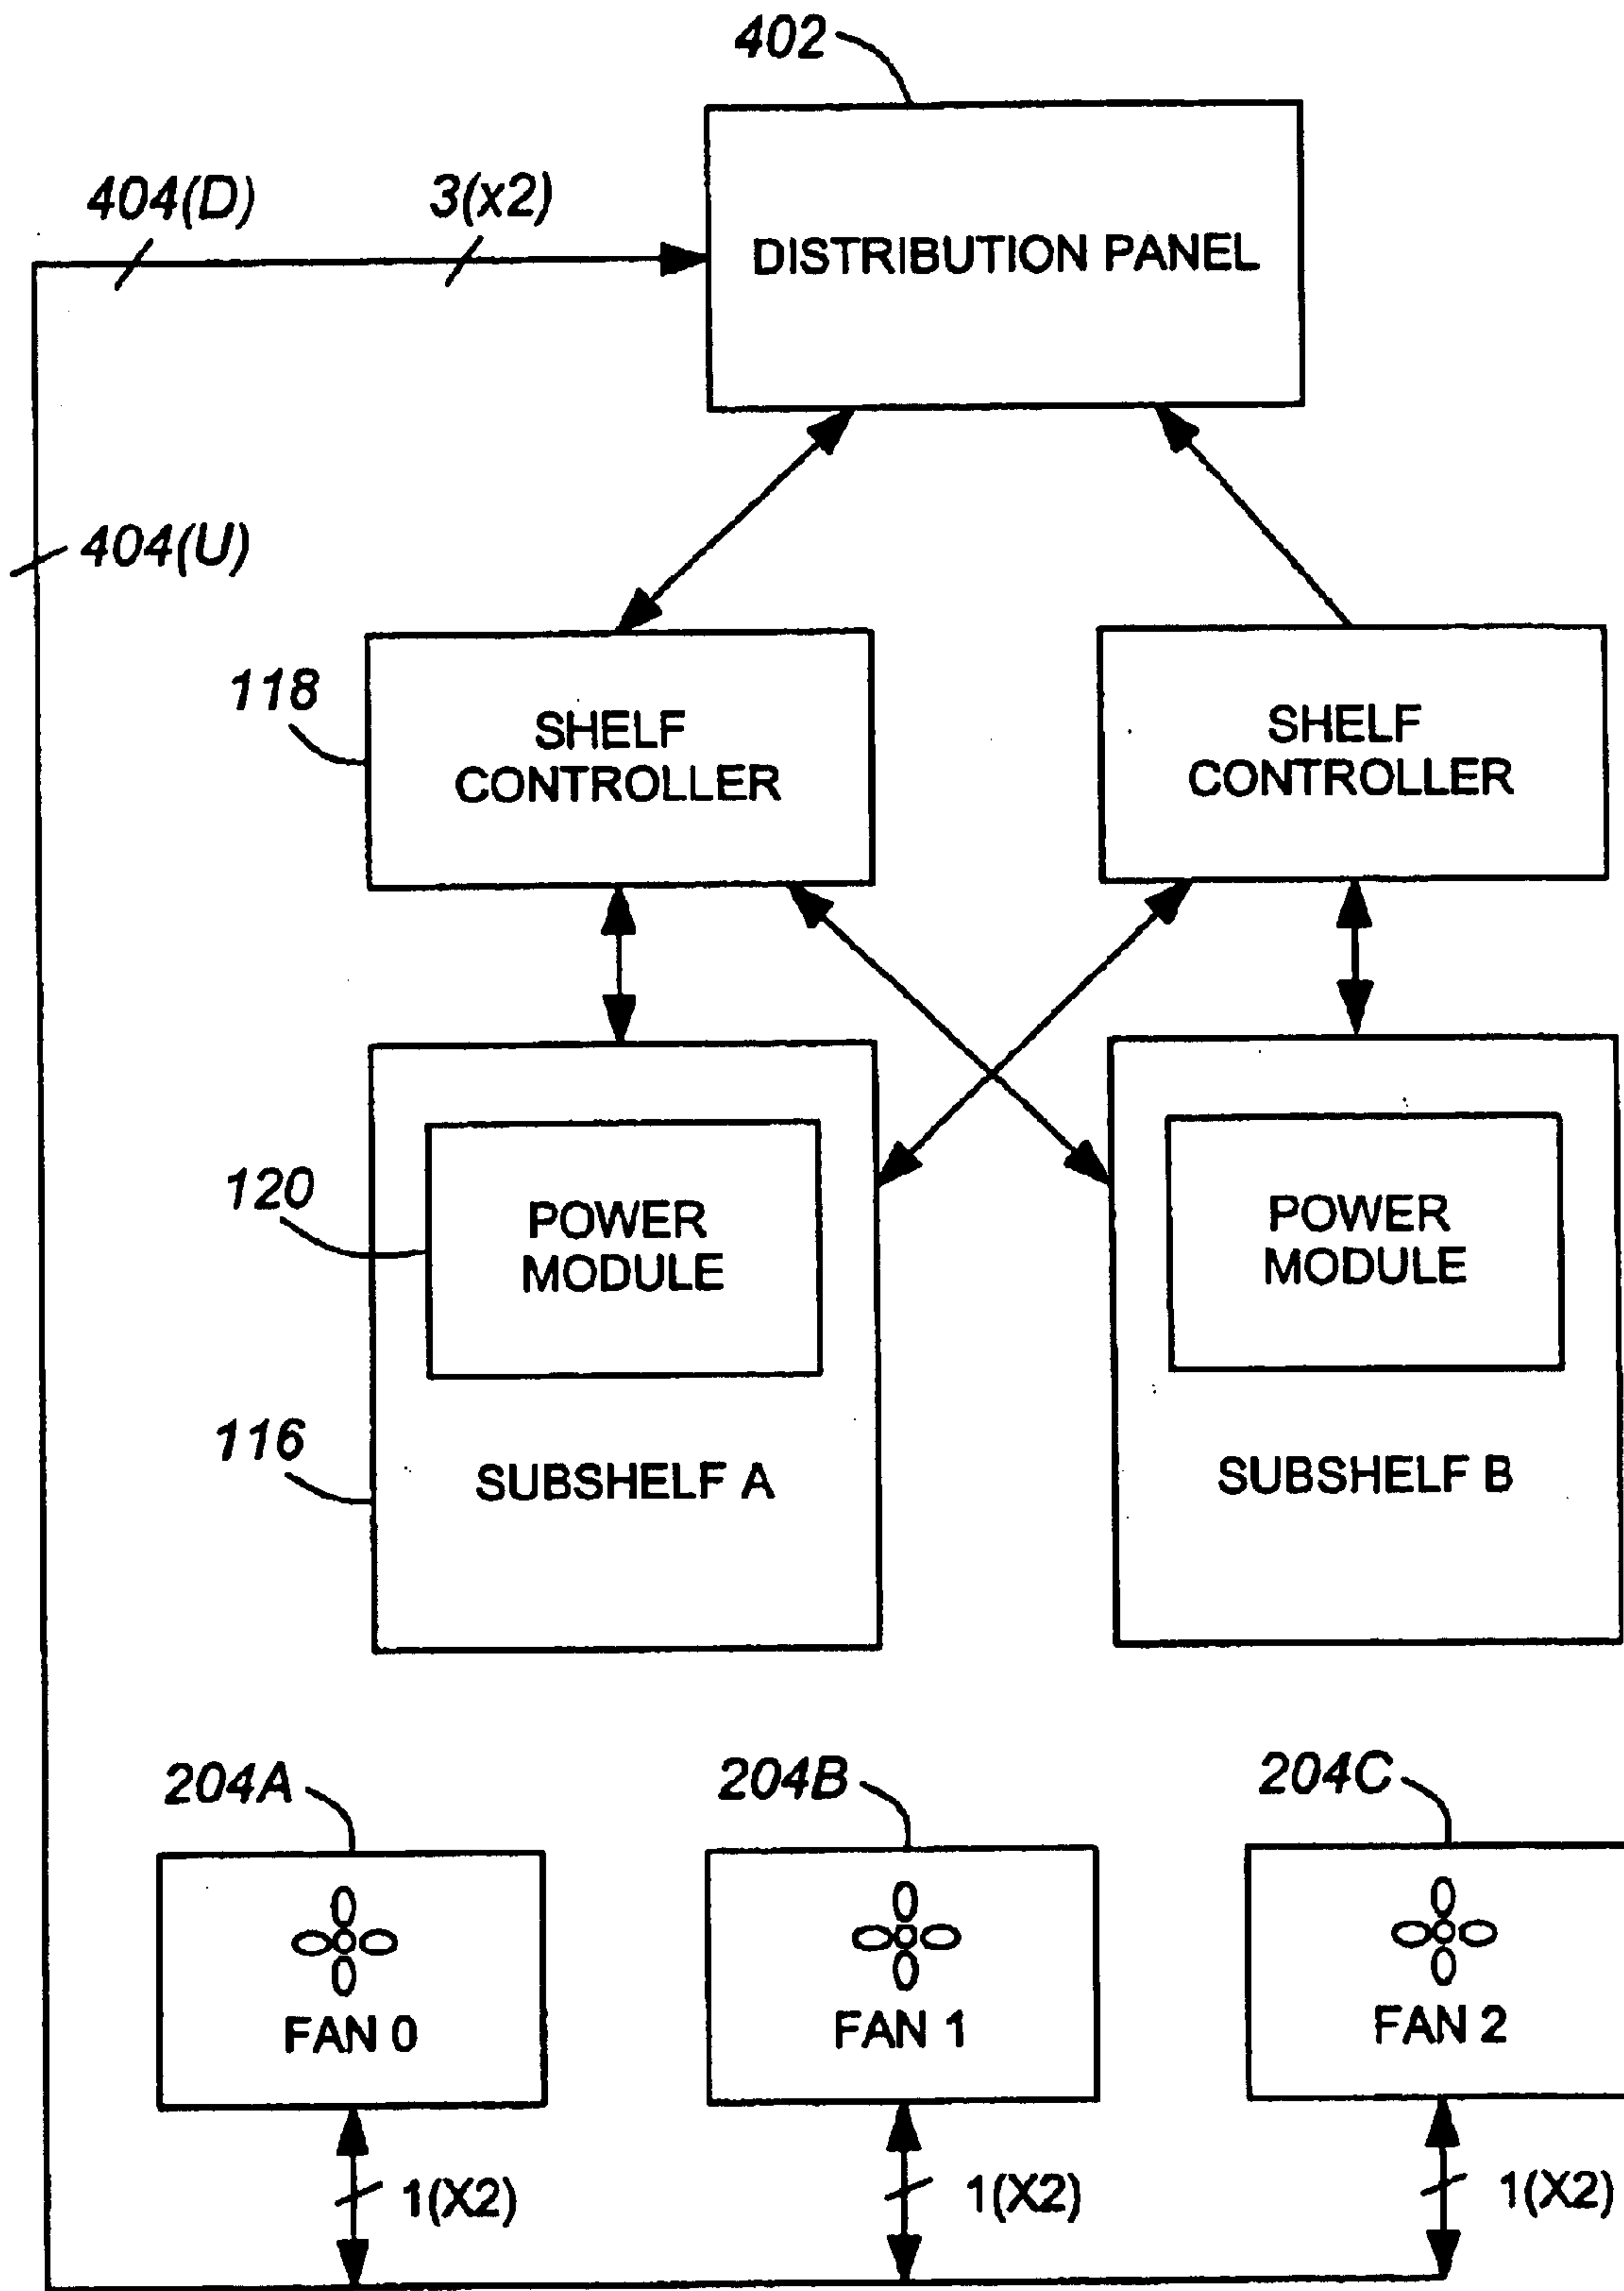 402
404(D)
3(x2)
DISTRIBUTION PANEL
404(U)
118
SHELF
CONTROLLER
SHELF
CONTROLLER
120
POWER
MODULE
POWER
MODULE
116
SUBSHELF A
SUBSHELF B
204A
204B
204C
FAN 0
FAN 1
FAN 2
1(X2)
1(X2)
1(X2)